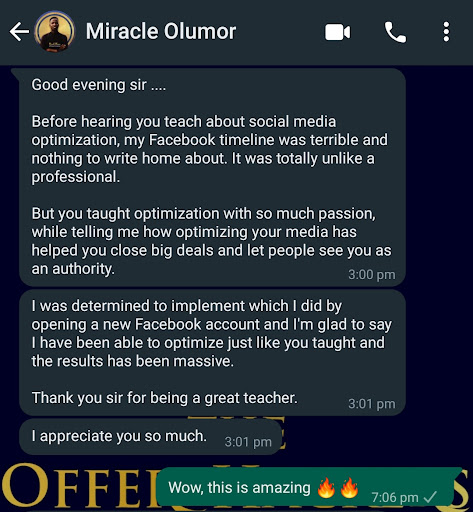 Miracle Olumor
Good evening sir ....
Before hearing you teach about social media
optimization, my Facebook timeline was terrible and
nothing to write home about. It was totally unlike a
professional.
But you taught optimization with so much passion,
while telling me how optimizing your media has
helped you close big deals and let people see you as
an authority.
3:00 pm
I was determined to implement which I did by
opening a new Facebook account and I'm glad to say
I have been able to optimize just like you taught and
the results has been massive.
Thank you sir for being a great teacher.
3:01 pm
I appreciate you so much.
3:01 pm
Wow, this is amazing 🔥🔥
7:06 pm